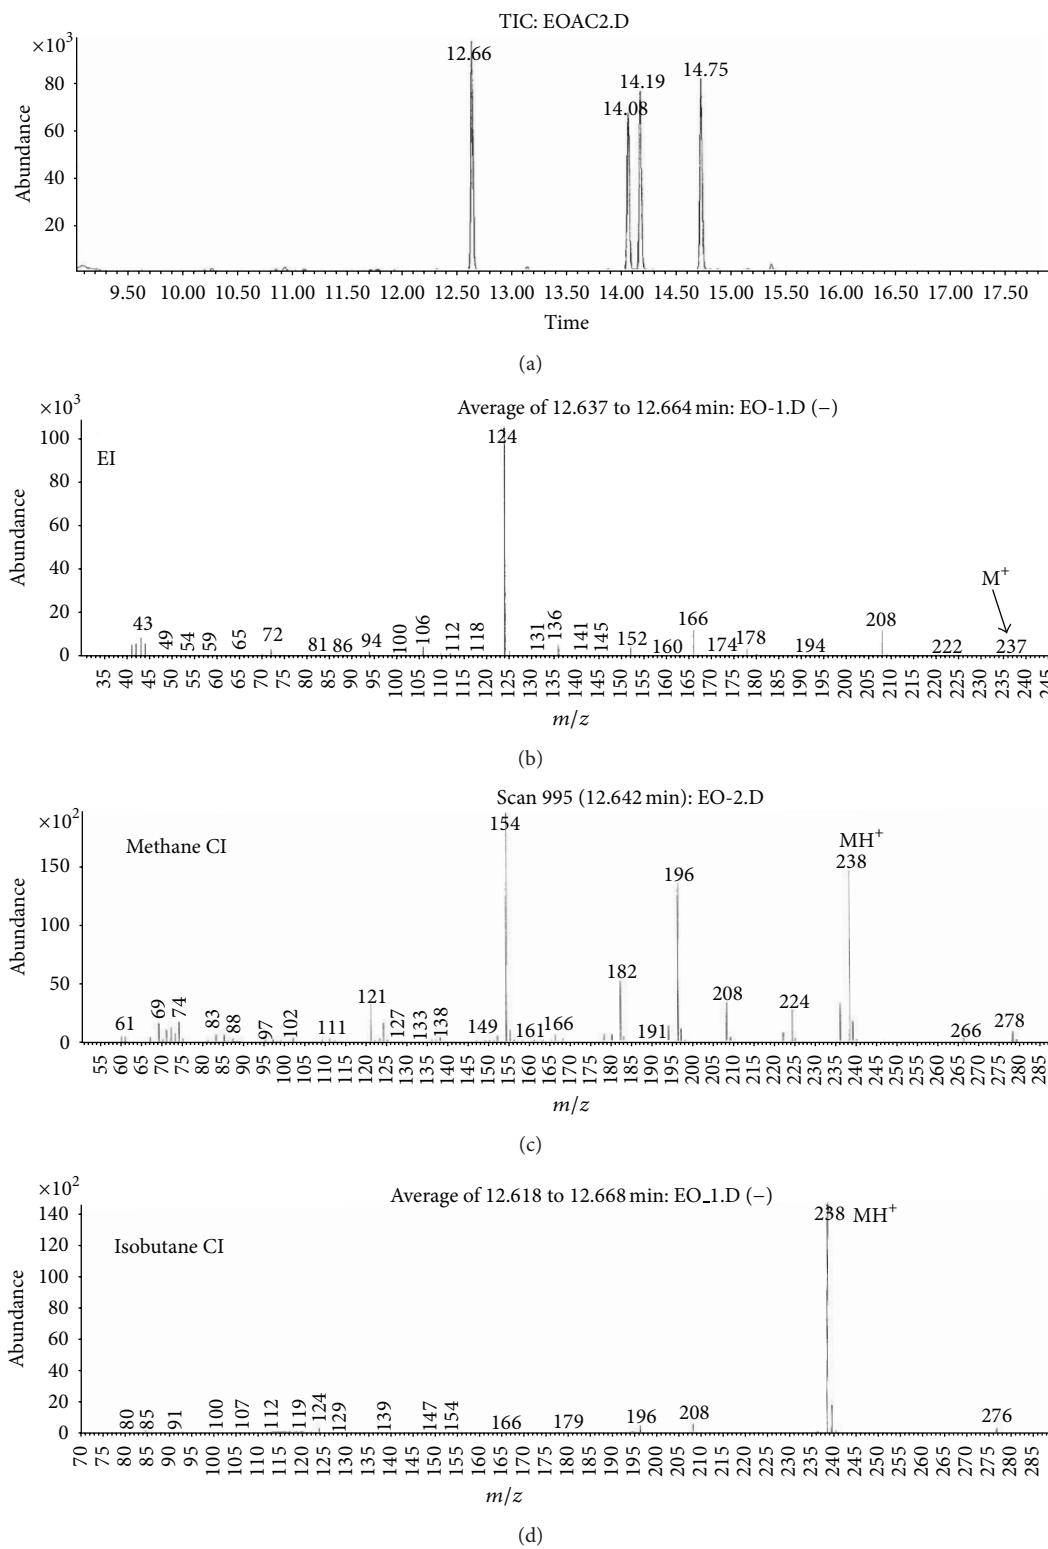 TIC: EOAC2.D
×10³
12.66
14.08
14.19
14.75
80
60
40
20
Abundance
9.50 10.00 10.50 11.00 11.50 12.00 12.50 13.00 13.50 14.00 14.50 15.00 15.50 16.00 16.50 17.00 17.50
Time
(a)
×10³
Average of 12.637 to 12.664 min: EO-1.D (−)
100
80
60
40
20
0
Abundance
EI
124
M⁺
43 49 54 59 65 72 81 86 94 100 106 112 118 131 136 141 145 152 160 166 174 178 194 208 222 237
35 45 55 65 75 85 90 95 100 105 110 115 120 125 130 135 140 145 150 155 160 165 170 175 180 185 190 195 200 205 210 215 220 225 230 235 240 245
m/z
(b)
Scan 995 (12.642 min): EO-2.D
×10²
150
100
50
0
Abundance
Methane CI
154
MH⁺
238
196
182
61 69 74 83 88 97 102 111 121 127 133 138 149 161 166 191 208 224 266 278
55 60 65 70 75 80 85 90 95 100 105 110 115 120 125 130 135 140 145 150 155 160 165 170 175 180 185 190 195 200 205 210 215 220 225 230 235 240 245 250 255 260 265 270 275 280 285
m/z
(c)
×10²
Average of 12.618 to 12.668 min: EO_1.D (−)
140
120
100
80
60
40
20
0
Abundance
Isobutane CI
238 MH⁺
80 85 91 100 107 112 119 124 129 139 147 154 166 179 196 208 276
70 75 80 85 90 95 100 105 110 115 120 125 130 135 140 145 150 155 160 165 170 175 180 185 190 195 200 205 210 215 220 225 230 235 240 245 250 255 260 265 270 275 280 285
m/z
(d)